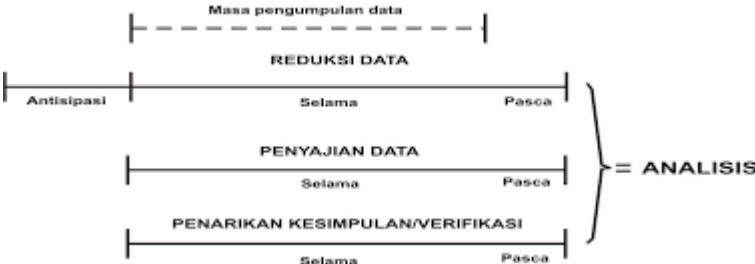 Masa pengumpulan data
REDUKSI DATA
Antisipasi Selama Pasca
PENYAJIAN DATA
= ANALISIS
Selama Pasca
PENARIKAN KESIMPULAN/VERIFIKASI
Selama Pasca